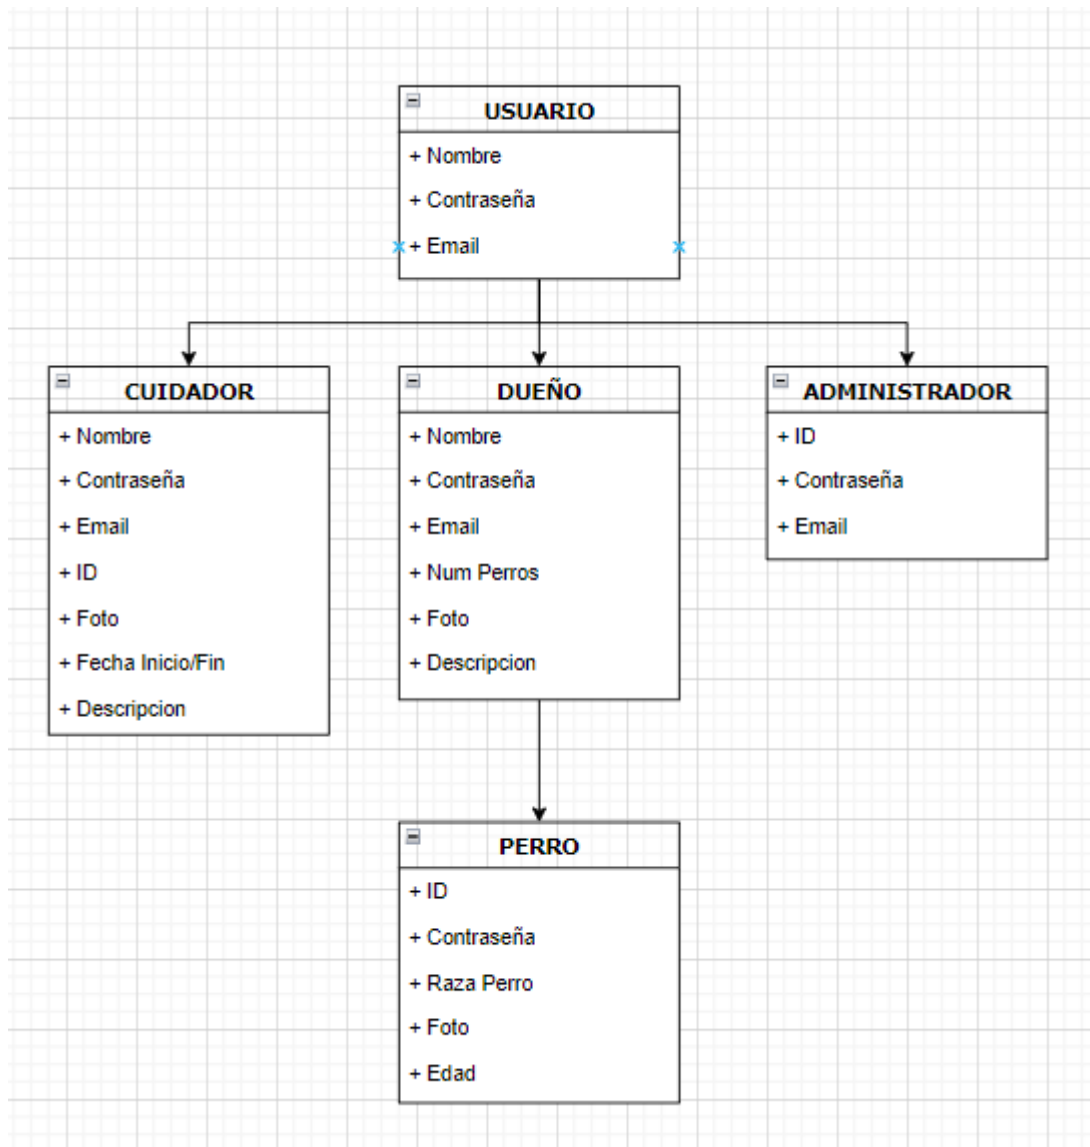 USUARIO
+ Nombre
+ Contraseña
+ Email
CUIDADOR
+ Nombre
+ Contraseña
+ Email
+ ID
+ Foto
+ Fecha Inicio/Fin
+ Descripcion
DUEÑO
+ Nombre
+ Contraseña
+ Email
+ Num Perros
+ Foto
+ Descripcion
ADMINISTRADOR
+ ID
+ Contraseña
+ Email
PERRO
+ ID
+ Contraseña
+ Raza Perro
+ Foto
+ Edad